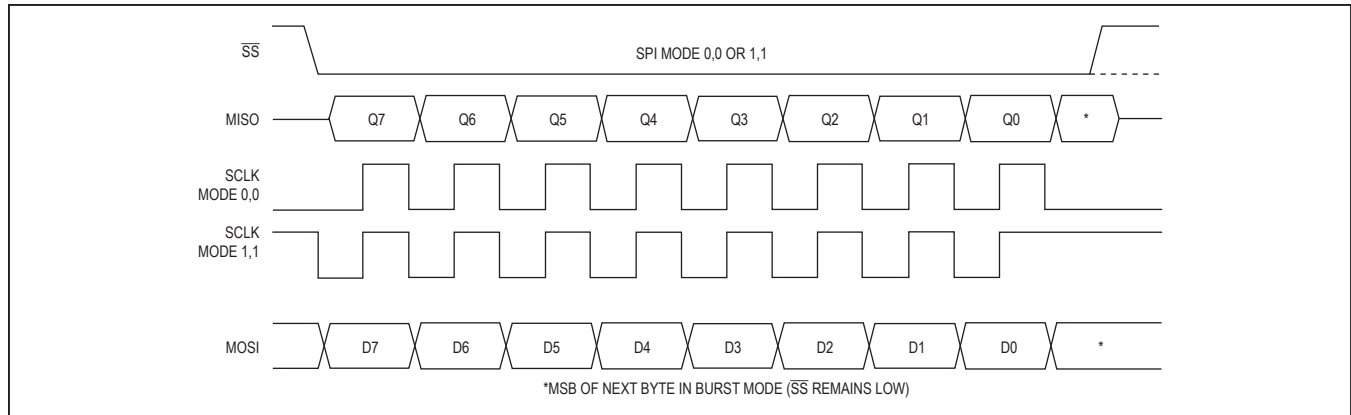 SS
SPI MODE 0,0 OR 1,1
MISO
Q7 Q6 Q5 Q4 Q3 Q2 Q1 Q0 *
SCLK
MODE 0,0
SCLK
MODE 1,1
MOSI
D7 D6 D5 D4 D3 D2 D1 D0 *
*MSB OF NEXT BYTE IN BURST MODE (SS REMAINS LOW)